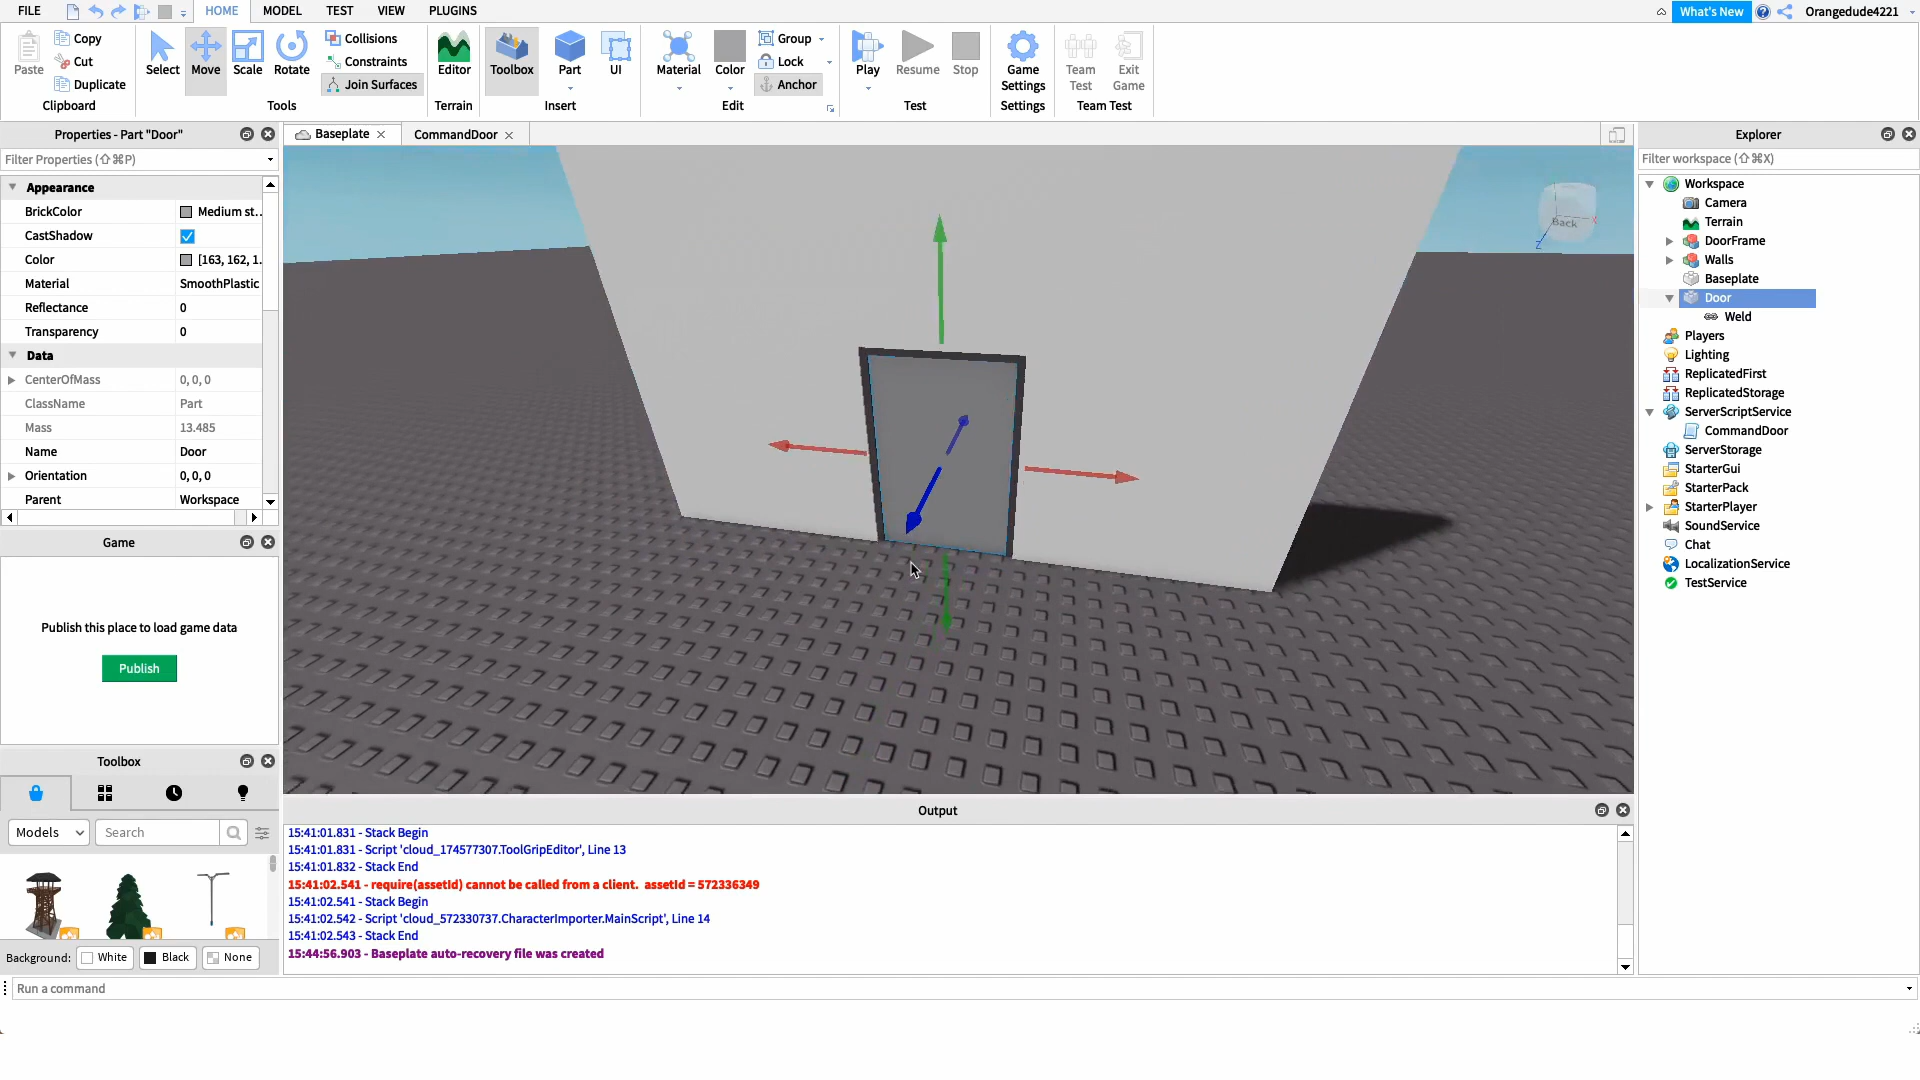 FILE
HOME
MODEL
TEST
VIEW
PLUGINS
What's New
Orangedude4221
Paste
Copy
Cut
Duplicate
Clipboard
Select
Move
Scale
Rotate
Collisions
Constraints
Join Surfaces
Tools
Editor
Terrain
Toolbox
Part
UI
Insert
Material
Color
Group
Lock
Anchor
Edit
Play
Resume
Stop
Test
Game
Settings
Settings
Team
Test
Exit
Game
Team Test
Properties - Part "Door"
Filter Properties (⇧⌘P)
Appearance
BrickColor Medium st..
CastShadow
Color [163, 162, 1.
Material SmoothPlastic
Reflectance 0
Transparency 0
Data
CenterOfMass 0, 0, 0
ClassName Part
Mass 13.485
Name Door
Orientation 0, 0, 0
Parent Workspace
Game
Publish this place to load game data
Publish
Toolbox
Models
Search
Background:
White
Black
None
Baseplate
CommandDoor
Back
X
Z
Output
15:41:01.831 - Stack Begin
15:41:01.831 - Script 'cloud_174577307.ToolGripEditor', Line 13
15:41:01.832 - Stack End
15:41:02.541 - require(assetId) cannot be called from a client. assetId = 572336349
15:41:02.541 - Stack Begin
15:41:02.542 - Script 'cloud_572330737.CharacterImporter.MainScript', Line 14
15:41:02.543 - Stack End
15:44:56.903 - Baseplate auto-recovery file was created
Run a command
Explorer
Filter workspace (⇧⌘X)
Workspace
Camera
Terrain
DoorFrame
Walls
Baseplate
Door
Weld
Players
Lighting
ReplicatedFirst
ReplicatedStorage
ServerScriptService
CommandDoor
ServerStorage
StarterGui
StarterPack
StarterPlayer
SoundService
Chat
LocalizationService
TestService